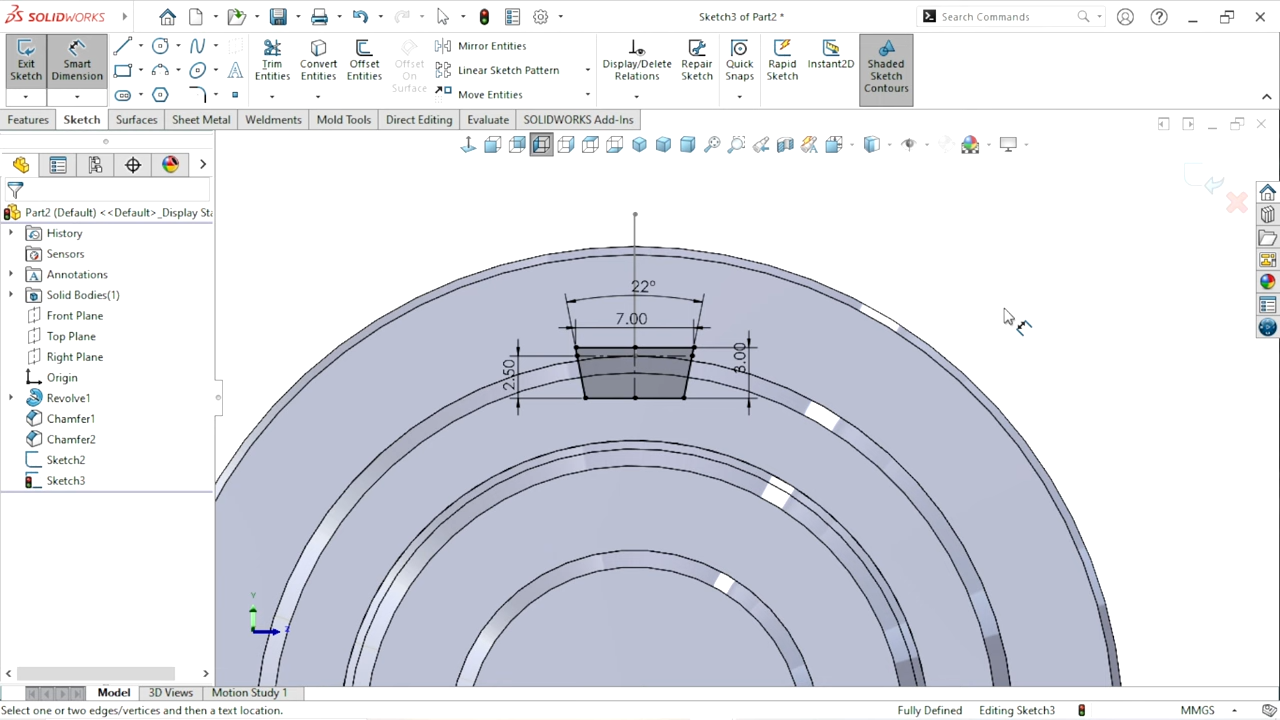 SOLIDWORKS
Sketch3 of Part2 *
Search Commands
Exit Sketch
Smart Dimension
Trim Entities
Convert Entities
Offset Entities
Offset On Surface
Mirror Entities
Linear Sketch Pattern
Move Entities
Display/Delete Relations
Repair Sketch
Quick Snaps
Rapid Sketch
Instant2D
Shaded Sketch Contours
Features
Sketch
Surfaces
Sheet Metal
Weldments
Mold Tools
Direct Editing
Evaluate
SOLIDWORKS Add-Ins
Part2 (Default) <<Default>_Display Sta
History
Sensors
Annotations
Solid Bodies(1)
Front Plane
Top Plane
Right Plane
Origin
Revolve1
Chamfer1
Chamfer2
Sketch2
Sketch3
22°
7.00
2.50
3.00
Y
Z
Model
3D Views
Motion Study 1
Select one or two edges/vertices and then a text location.
Fully Defined
Editing Sketch3
MMGS